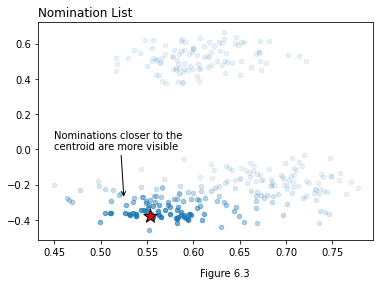 Nomination List
0.6
0.4
0.2
0.0
−0.2
−0.4
Nominations closer to the
centroid are more visible
0.45 0.50 0.55 0.60 0.65 0.70 0.75
Figure 6.3